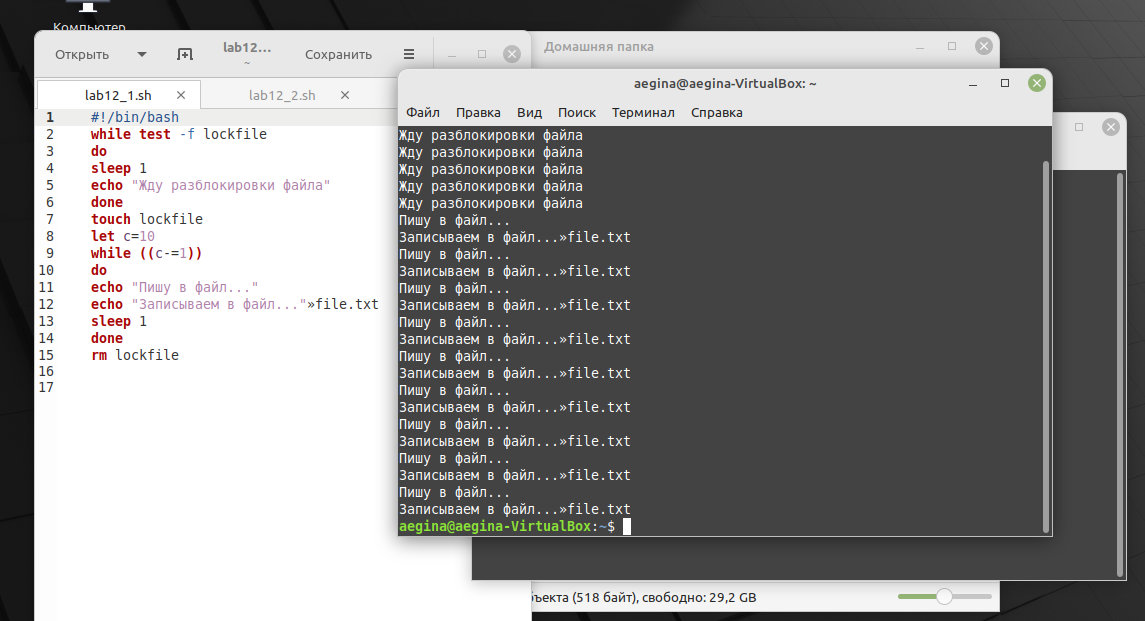 Компьютер
Открыть
lab12...
~
Сохранить
lab12_1.sh
lab12_2.sh
1 #!/bin/bash
2 while test -f lockfile
3 do
4 sleep 1
5 echo "Жду разблокировки файла"
6 done
7 touch lockfile
8 let c=10
9 while ((c-=1))
10 do
11 echo "Пишу в файл..."
12 echo "Записываем в файл..."»file.txt
13 sleep 1
14 done
15 rm lockfile
16
17
Домашняя папка
aegina@aegina-VirtualBox: ~
Файл Правка Вид Поиск Терминал Справка
Жду разблокировки файла
Жду разблокировки файла
Жду разблокировки файла
Жду разблокировки файла
Жду разблокировки файла
Пишу в файл...
Записываем в файл...»file.txt
Пишу в файл...
Записываем в файл...»file.txt
Пишу в файл...
Записываем в файл...»file.txt
Пишу в файл...
Записываем в файл...»file.txt
Пишу в файл...
Записываем в файл...»file.txt
Пишу в файл...
Записываем в файл...»file.txt
Пишу в файл...
Записываем в файл...»file.txt
Пишу в файл...
Записываем в файл...»file.txt
Пишу в файл...
Записываем в файл...»file.txt
aegina@aegina-VirtualBox:~$
(518 байт), свободно: 29,2 GB